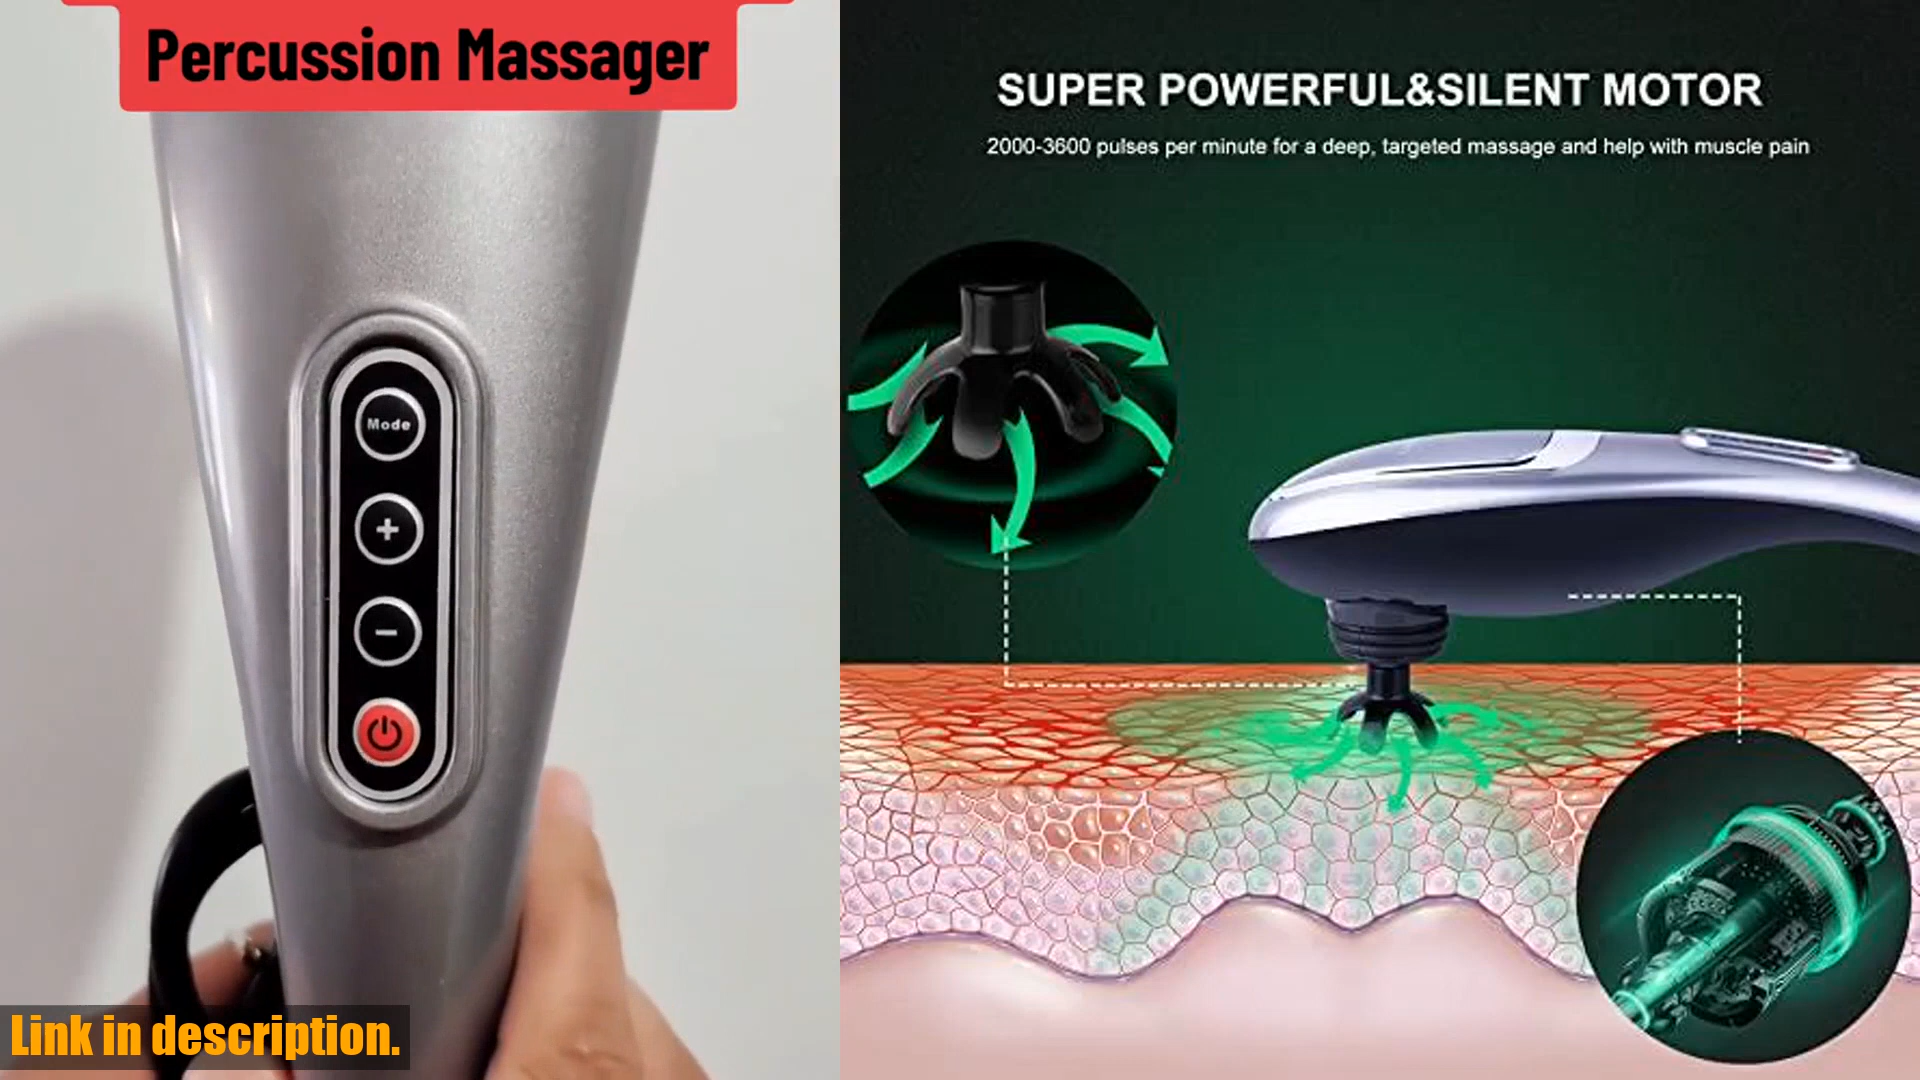 Percussion Massager
Mode
+
-
Link in description.
SUPER POWERFUL&SILENT MOTOR
2000-3600 pulses per minute for a deep, targeted massage and help with muscle pain